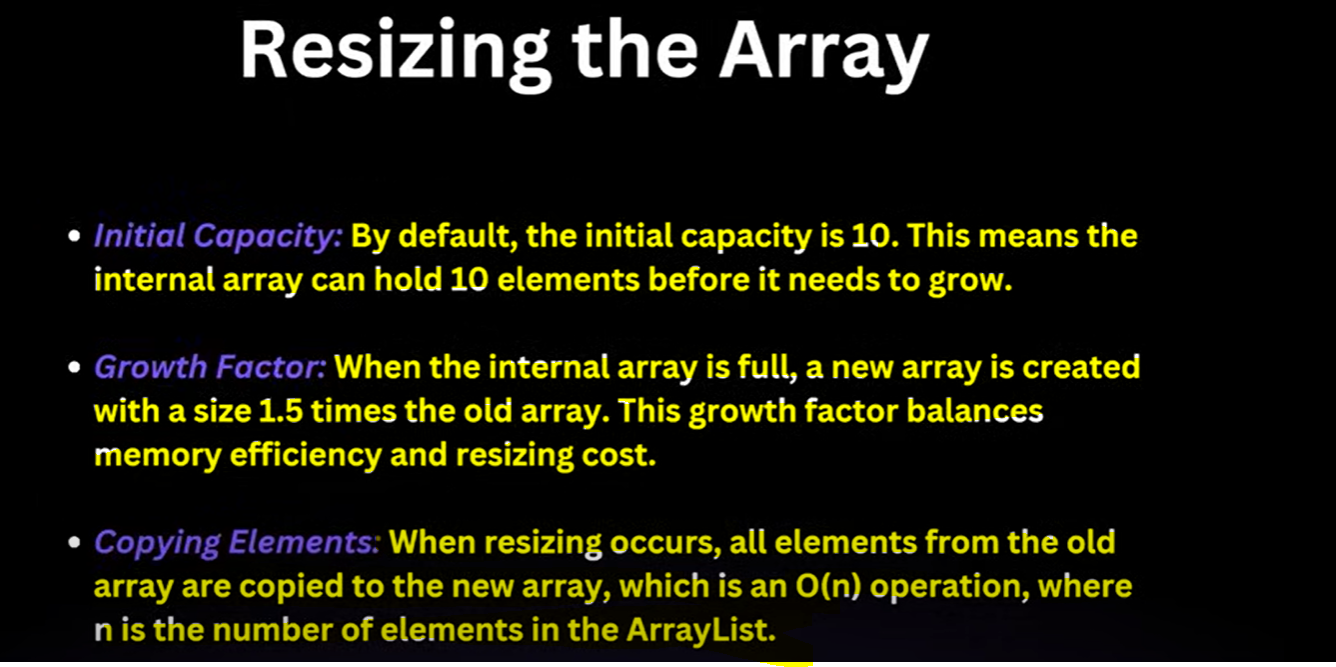 Resizing the Array
• Initial Capacity: By default, the initial capacity is 10. This means the
internal array can hold 10 elements before it needs to grow.
• Growth Factor: When the internal array is full, a new array is created
with a size 1.5 times the old array. This growth factor balances
memory efficiency and resizing cost.
• Copying Elements: When resizing occurs, all elements from the old
array are copied to the new array, which is an O(n) operation, where
n is the number of elements in the ArrayList.